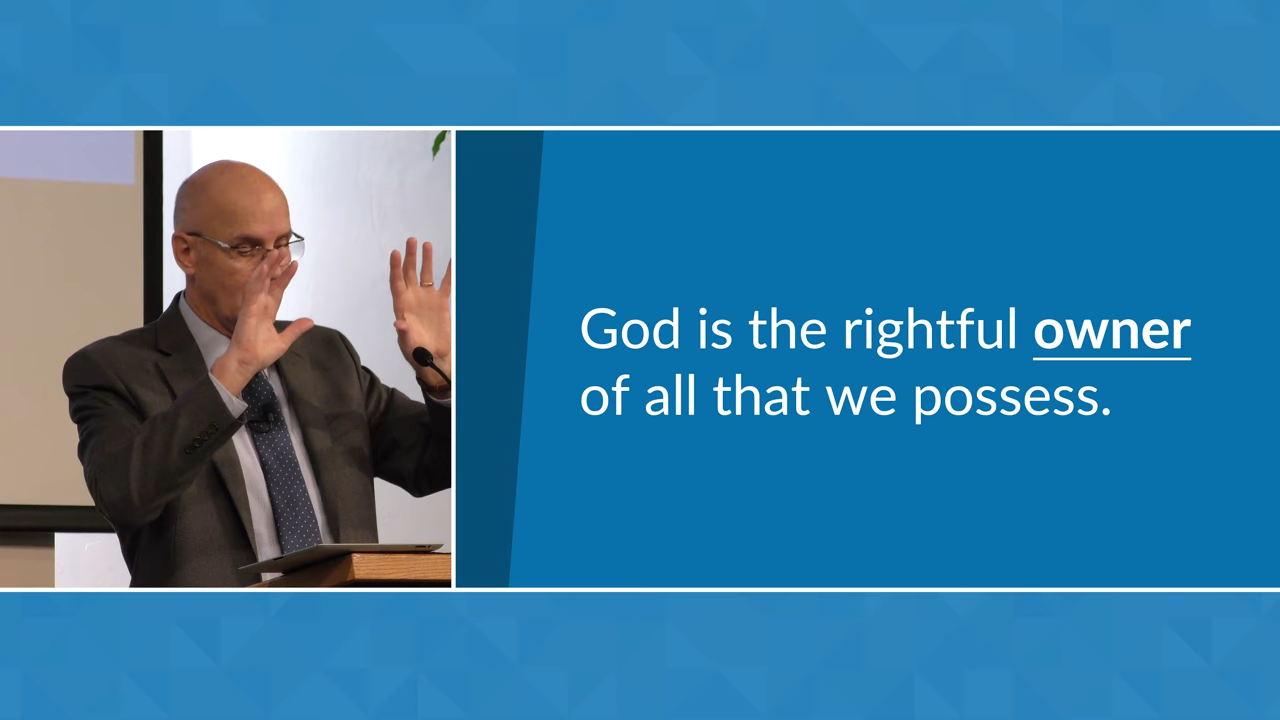 God is the rightful owner
of all that we possess.